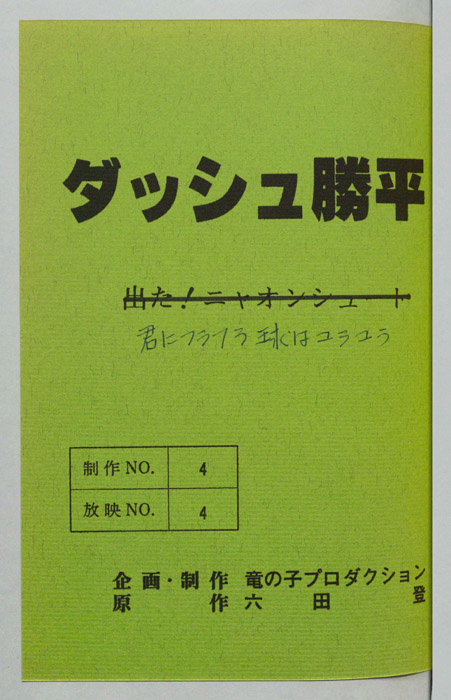 ダッシュ勝平
出た!ニャオンシュート
君にフラフラ球はユラユラ
制作NO. 4
放映NO. 4
企画・制作 竜の子プロダクション
原作 六田登